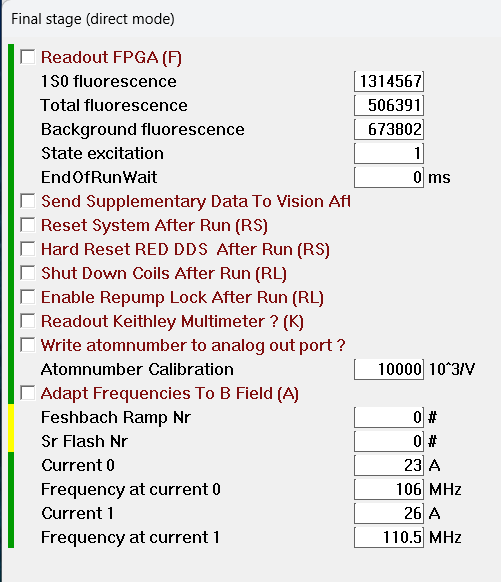 Final stage (direct mode)
Readout FPGA (F)
1S0 fluorescence 1314567
Total fluorescence 506391
Background fluorescence 673802
State excitation 1
EndOfRunWait 0 ms
Send Supplementary Data To Vision Aft
Reset System After Run (RS)
Hard Reset RED DDS  After Run (RS)
Shut Down Coils After Run (RL)
Enable Repump Lock After Run (RL)
Readout Keithley Multimeter ? (K)
Write atomnumber to analog out port ?
Atomnumber Calibration 10000 10^3/V
Adapt Frequencies To B Field (A)
Feshbach Ramp Nr 0 #
Sr Flash Nr 0 #
Current 0 23 A
Frequency at current 0 106 MHz
Current 1 26 A
Frequency at current 1 110.5 MHz